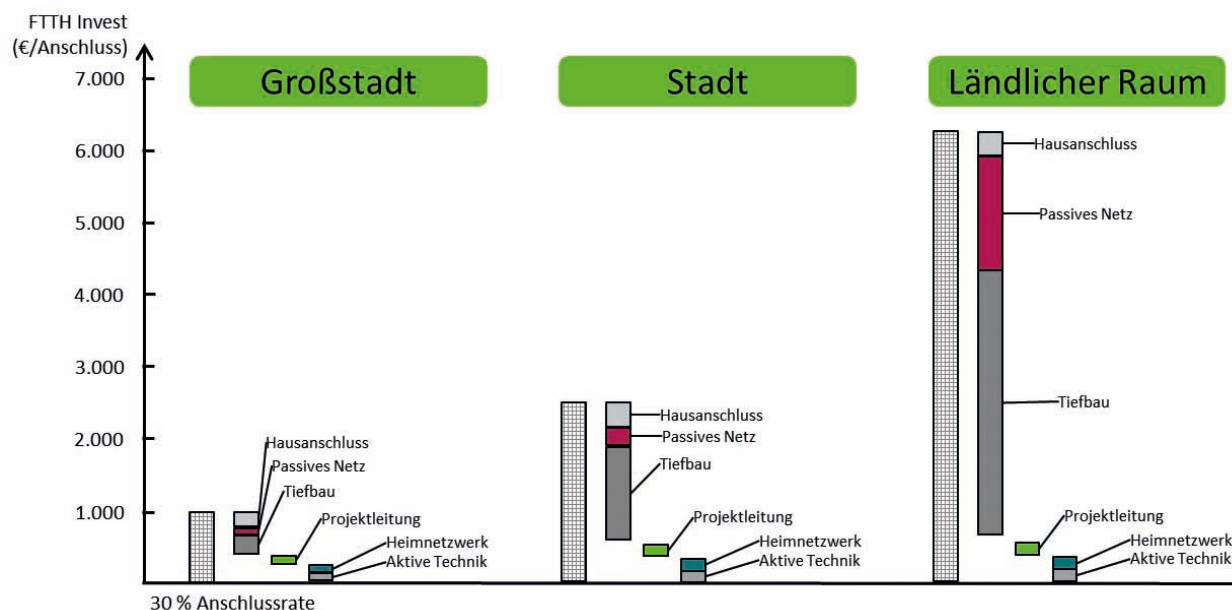 FTTH Invest
(€/Anschluss)
7.000
6.000
5.000
4.000
3.000
2.000
1.000
Großstadt
Hausanschluss
Passives Netz
Tiefbau
Projektleitung
Heimnetzwerk
Aktive Technik
Stadt
Hausanschluss
Passives Netz
Tiefbau
Projektleitung
Heimnetzwerk
Aktive Technik
Ländlicher Raum
Hausanschluss
Passives Netz
Tiefbau
Projektleitung
Heimnetzwerk
Aktive Technik
30 % Anschlussrate